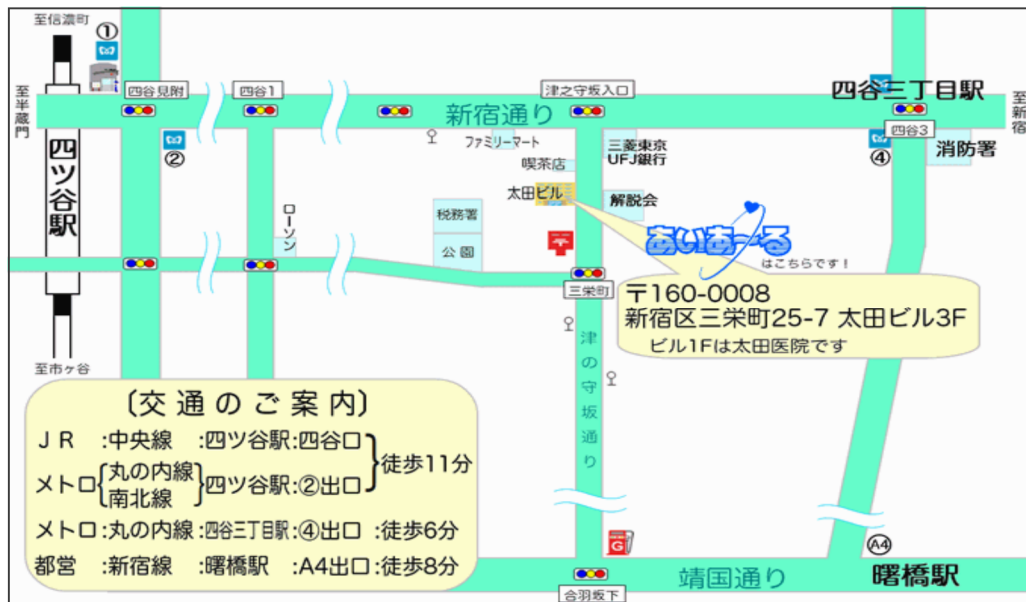 至信濃町
①
至半蔵門
四谷見附
四谷1
津之守坂入口
四谷三丁目駅
至新宿
新宿通り
四谷3
②
ファミリーマート
三菱東京
UFJ銀行
④
消防署
喫茶店
四ツ谷駅
太田ビル
解説会
ローソン
税務署
公園
〒
あいあ〜る
はこちらです!
三栄町
〒160-0008
新宿区三栄町25-7 太田ビル3F
ビル1Fは太田医院です
至市ヶ谷
津の守坂通り
〔交通のご案内〕
JR :中央線 :四ツ谷駅:四谷口
徒歩11分
メトロ{丸の内線 南北線}四ツ谷駅:②出口
メトロ:丸の内線:四谷三丁目駅:④出口 :徒歩6分
都営 :新宿線 :曙橋駅 :A4出口:徒歩8分
G
A4
靖国通り
曙橋駅
合羽坂下